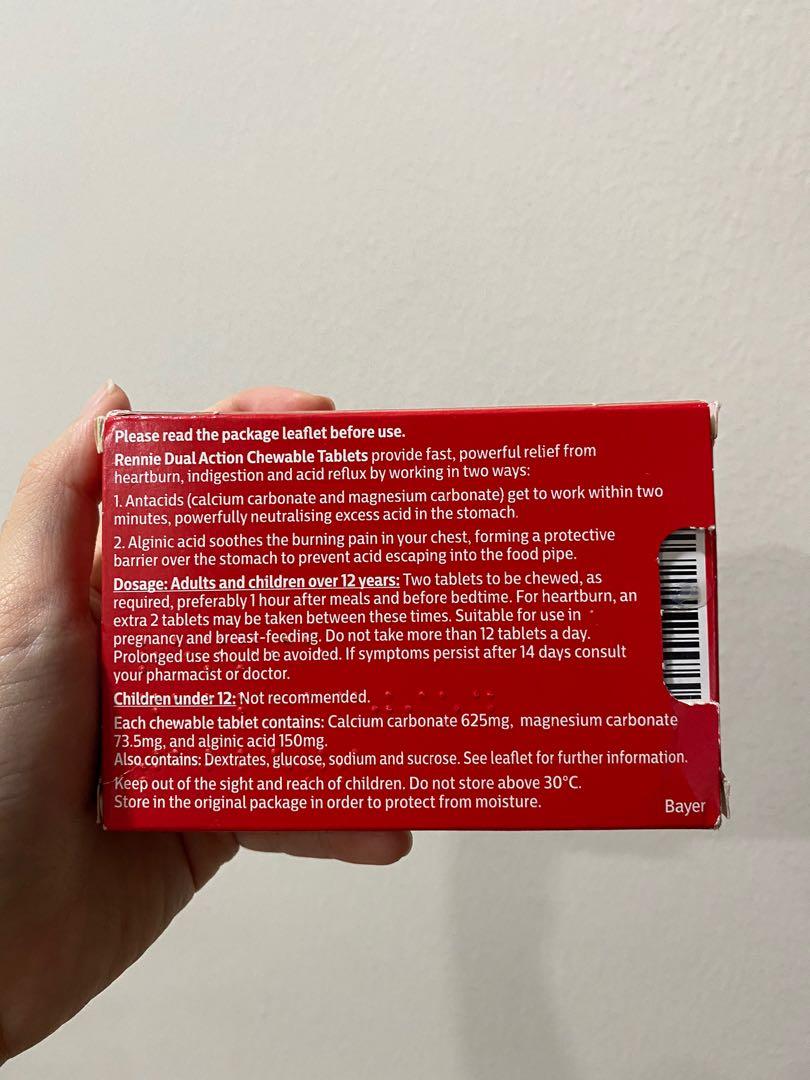 Please read the package leaflet before use.
Rennie Dual Action Chewable Tablets provide fast, powerful relief from
heartburn, indigestion and acid reflux by working in two ways:
1. Antacids (calcium carbonate and magnesium carbonate) get to work within two
minutes, powerfully neutralising excess acid in the stomach.
2. Alginic acid soothes the burning pain in your chest, forming a protective
barrier over the stomach to prevent acid escaping into the food pipe.
Dosage: Adults and children over 12 years: Two tablets to be chewed, as
required, preferably 1 hour after meals and before bedtime. For heartburn, an
extra 2 tablets may be taken between these times. Suitable for use in
pregnancy and breast-feeding. Do not take more than 12 tablets a day.
Prolonged use should be avoided. If symptoms persist after 14 days consult
your pharmacist or doctor.
Children under 12: Not recommended.
Each chewable tablet contains: Calcium carbonate 625mg, magnesium carbonate
73.5mg, and alginic acid 150mg.
Also contains: Dextrates, glucose, sodium and sucrose. See leaflet for further information.
Keep out of the sight and reach of children. Do not store above 30°C.
Store in the original package in order to protect from moisture.
Bayer